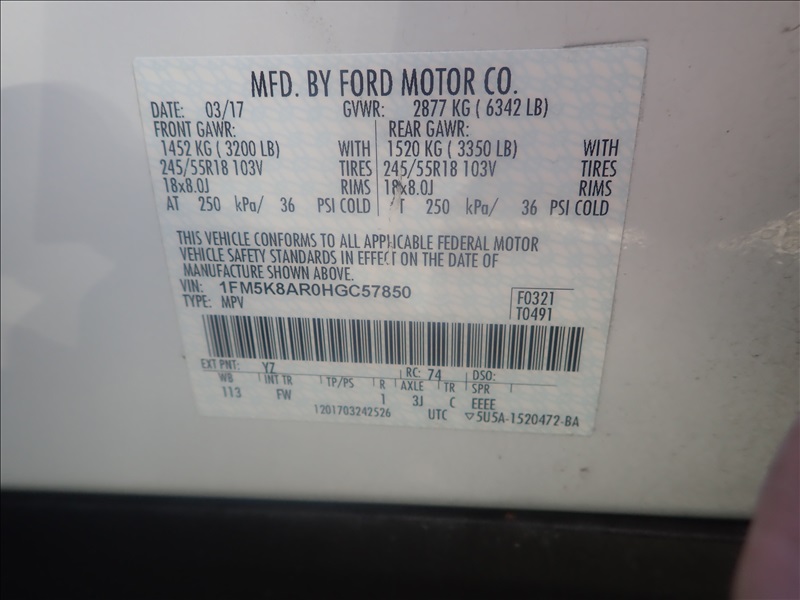 MFD. BY FORD MOTOR CO.
DATE: 03/17 GVWR: 2877 KG ( 6342 LB)
FRONT GAWR: REAR GAWR:
1452 KG ( 3200 LB) WITH 1520 KG ( 3350 LB) WITH
245/55R18 103V TIRES 245/55R18 103V TIRES
18x8.0J RIMS 18x8.0J RIMS
AT 250 kPa/ 36 PSI COLD 250 kPa/ 36 PSI COLD
THIS VEHICLE CONFORMS TO ALL APPLICABLE FEDERAL MOTOR
VEHICLE SAFETY STANDARDS IN EFFECT ON THE DATE OF
MANUFACTURE SHOWN ABOVE.
VIN: 1FM5K8AR0HGC57850 F0321
TYPE: MPV T0491
EXT PNT: YZ RC: 74 DSO:
WB INT TR TP/PS R AXLE TR SPR
113 FW 1 3J C EEEE
1201703242526 UTC ▽5U5A-1520472-BA